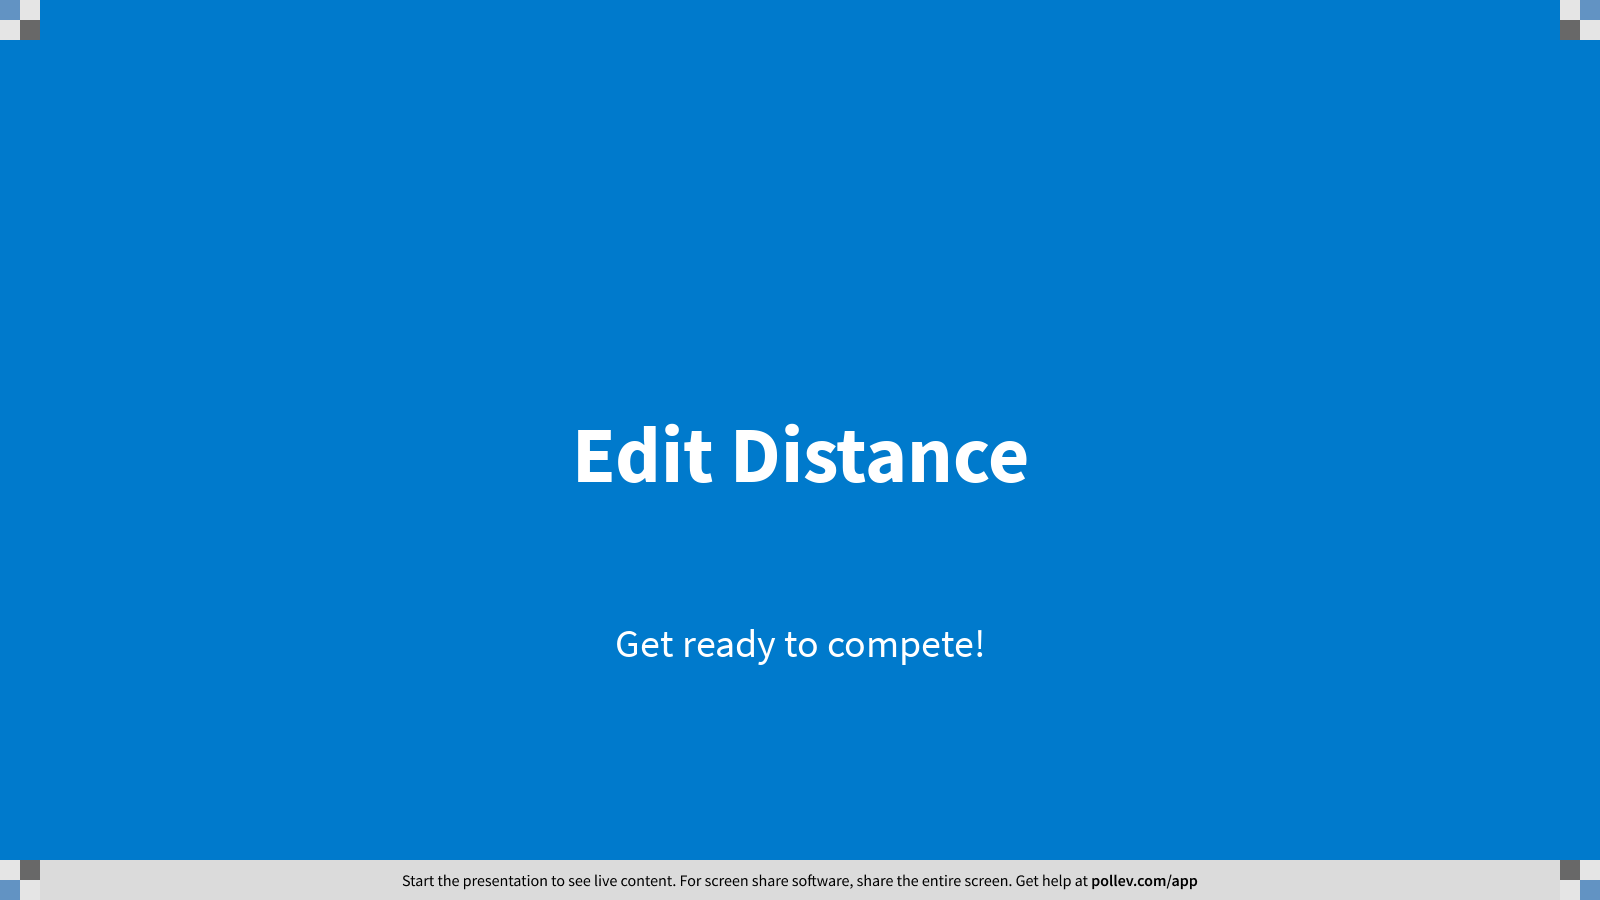 Edit Distance
Get ready to compete!
Start the presentation to see live content. For screen share software, share the entire screen. Get help at pollev.com/app